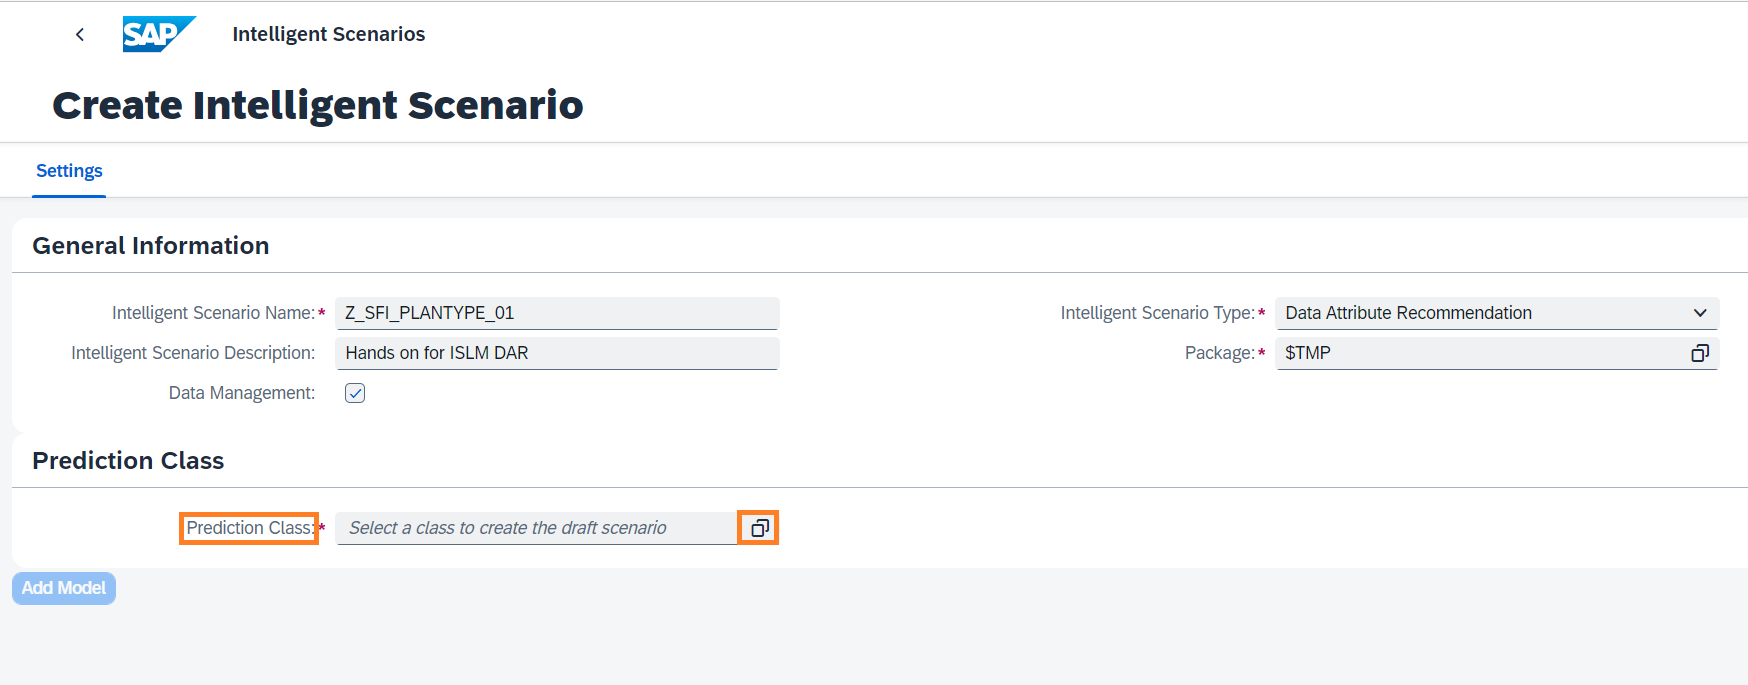 SAP Intelligent Scenarios
Create Intelligent Scenario
Settings
General Information
Intelligent Scenario Name:* Z_SFI_PLANTYPE_01 Intelligent Scenario Type:* Data Attribute Recommendation
Intelligent Scenario Description: Hands on for ISLM DAR Package:* $TMP
Data Management:
Prediction Class
Prediction Class:* Select a class to create the draft scenario
Add Model